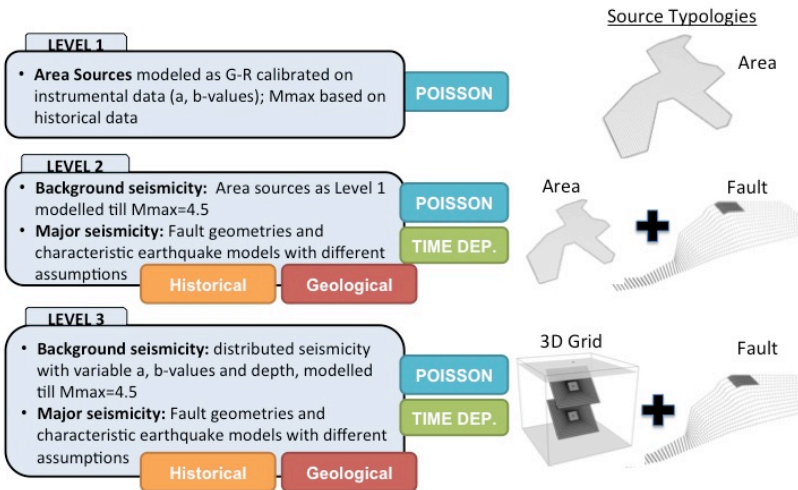 Source Typologies
LEVEL 1
• Area Sources modeled as G-R calibrated on
instrumental data (a, b-values); Mmax based on
historical data
POISSON
Area
LEVEL 2
• Background seismicity: Area sources as Level 1
modelled till Mmax=4.5
• Major seismicity: Fault geometries and
characteristic earthquake models with different
assumptions
POISSON
TIME DEP.
Historical
Geological
Area
Fault
LEVEL 3
• Background seismicity: distributed seismicity
with variable a, b-values and depth, modelled
till Mmax=4.5
• Major seismicity: Fault geometries and
characteristic earthquake models with different
assumptions
POISSON
TIME DEP.
Historical
Geological
3D Grid
Fault